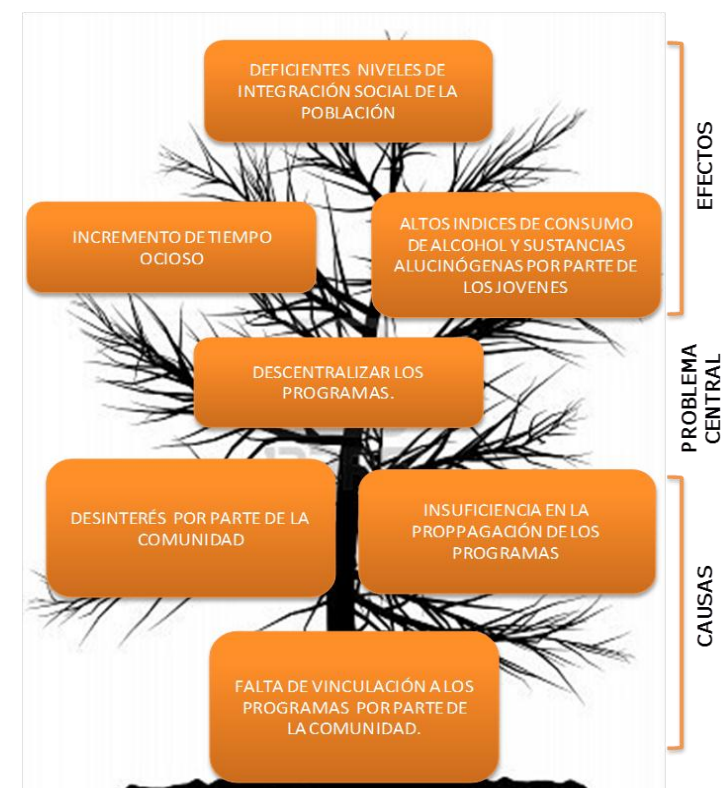 DEFICIENTES NIVELES DE
INTEGRACIÓN SOCIAL DE LA
POBLACIÓN
INCREMENTO DE TIEMPO
OCIOSO
ALTOS INDICES DE CONSUMO
DE ALCOHOL Y SUSTANCIAS
ALUCINÓGENAS POR PARTE DE
LOS JOVENES
EFECTOS
DESCENTRALIZAR LOS
PROGRAMAS.
PROBLEMA
CENTRAL
DESINTERÉS POR PARTE DE LA
COMUNIDAD
INSUFICIENCIA EN LA
PROPPAGACIÓN DE LOS
PROGRAMAS
CAUSAS
FALTA DE VINCULACIÓN A LOS
PROGRAMAS POR PARTE DE
LA COMUNIDAD.